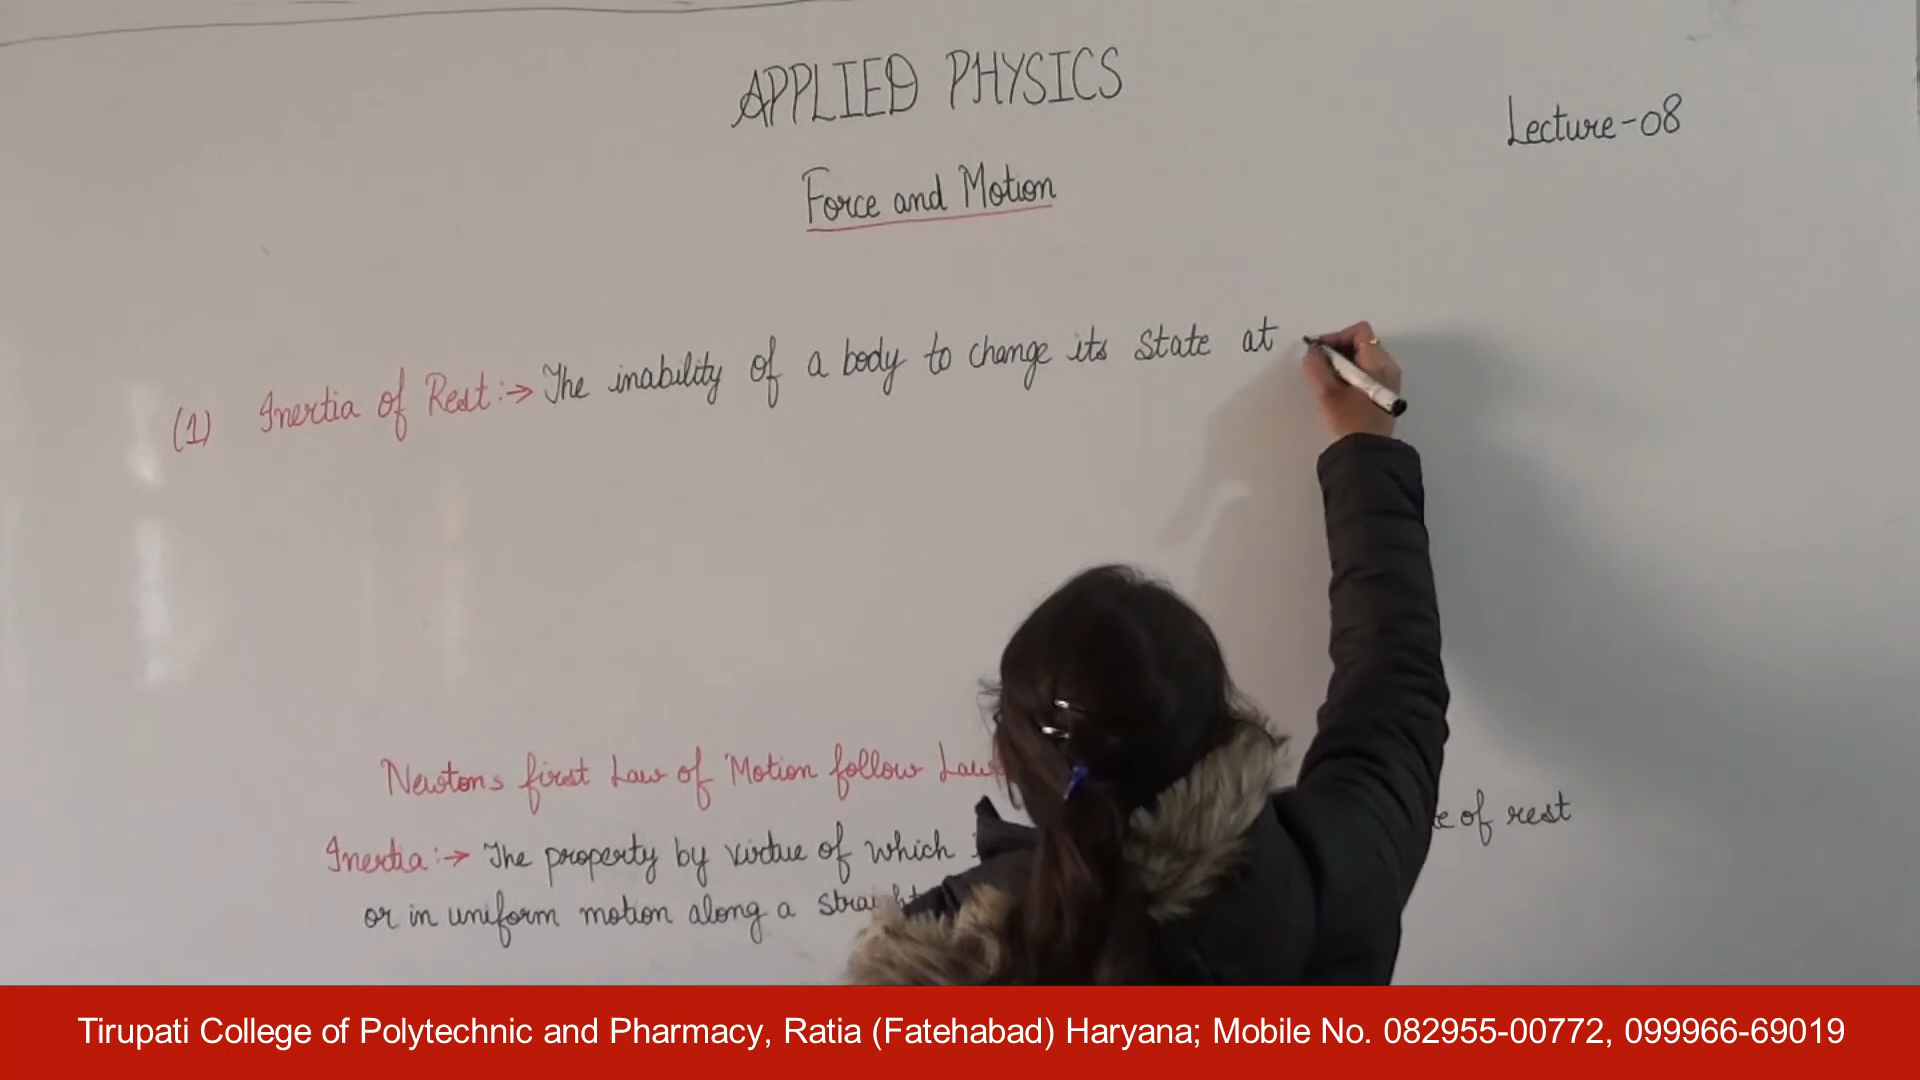 APPLIED PHYSICS
Lecture-08
Force and Motion
(1) Inertia of Rest:→ The inability of a body to change its state at
Newtons first Law of Motion follow Law
Inertia:→ The property by virtue of which
of rest
or in uniform motion along a straight
Tirupati College of Polytechnic and Pharmacy, Ratia (Fatehabad) Haryana; Mobile No. 082955-00772, 099966-69019